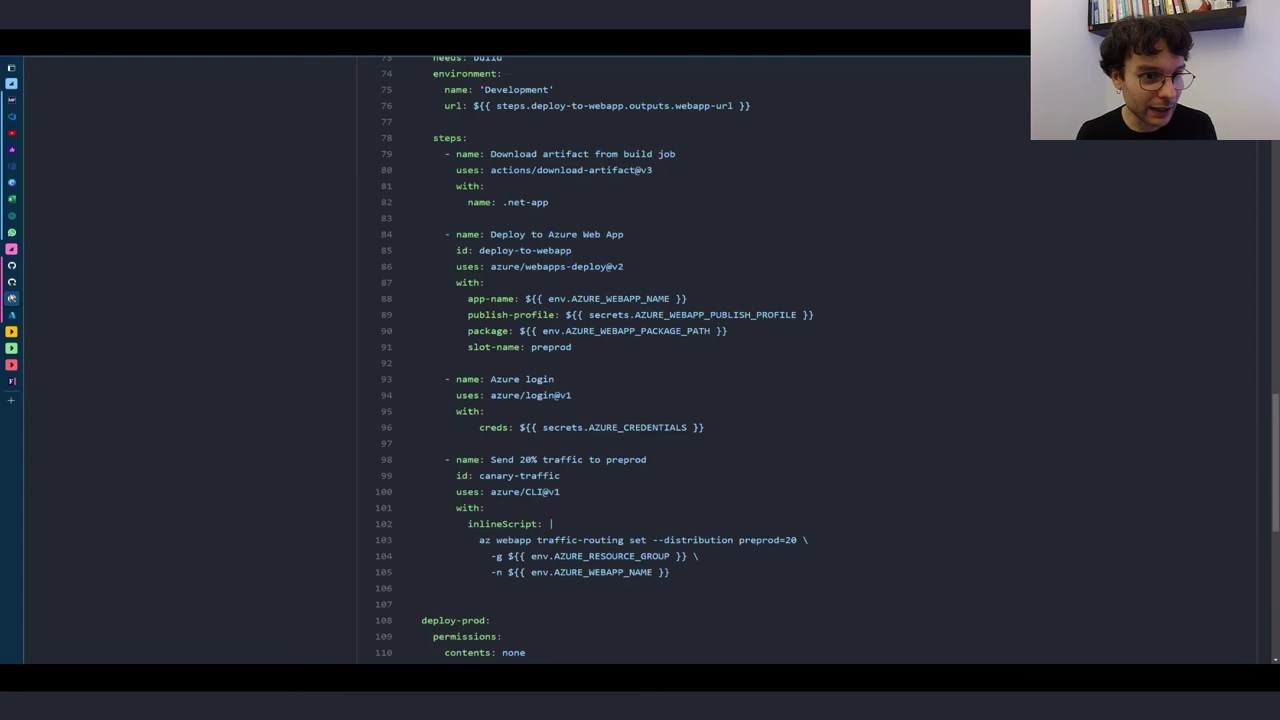 73 needs: build
74 environment:
75 name: 'Development'
76 url: ${{ steps.deploy-to-webapp.outputs.webapp-url }}
77
78 steps:
79 - name: Download artifact from build job
80 uses: actions/download-artifact@v3
81 with:
82 name: .net-app
83
84 - name: Deploy to Azure Web App
85 id: deploy-to-webapp
86 uses: azure/webapps-deploy@v2
87 with:
88 app-name: ${{ env.AZURE_WEBAPP_NAME }}
89 publish-profile: ${{ secrets.AZURE_WEBAPP_PUBLISH_PROFILE }}
90 package: ${{ env.AZURE_WEBAPP_PACKAGE_PATH }}
91 slot-name: preprod
92
93 - name: Azure login
94 uses: azure/login@v1
95 with:
96 creds: ${{ secrets.AZURE_CREDENTIALS }}
97
98 - name: Send 20% traffic to preprod
99 id: canary-traffic
100 uses: azure/CLI@v1
101 with:
102 inlineScript: |
103 az webapp traffic-routing set --distribution preprod=20 \
104 -g ${{ env.AZURE_RESOURCE_GROUP }} \
105 -n ${{ env.AZURE_WEBAPP_NAME }}
106
107
108 deploy-prod:
109 permissions:
110 contents: none